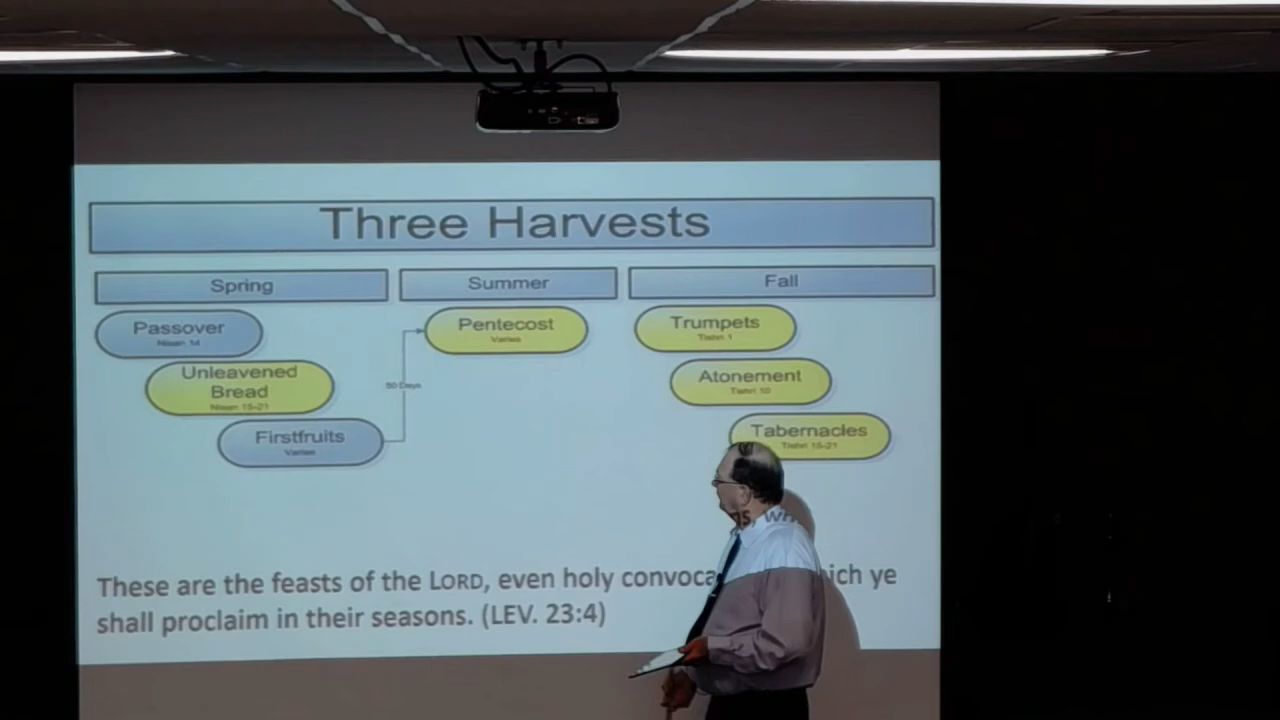 Three Harvests
Spring
Summer
Fall
Passover
Nisan 14
Unleavened
Bread
Nisan 15-21
Firstfruits
Varies
50 Days
Pentecost
Varies
Trumpets
Tishri 1
Atonement
Tishri 10
Tabernacles
Tishri 15-21
These are the feasts of the LORD, even holy convoca ns, wh ich ye
shall proclaim in their seasons. (LEV. 23:4)